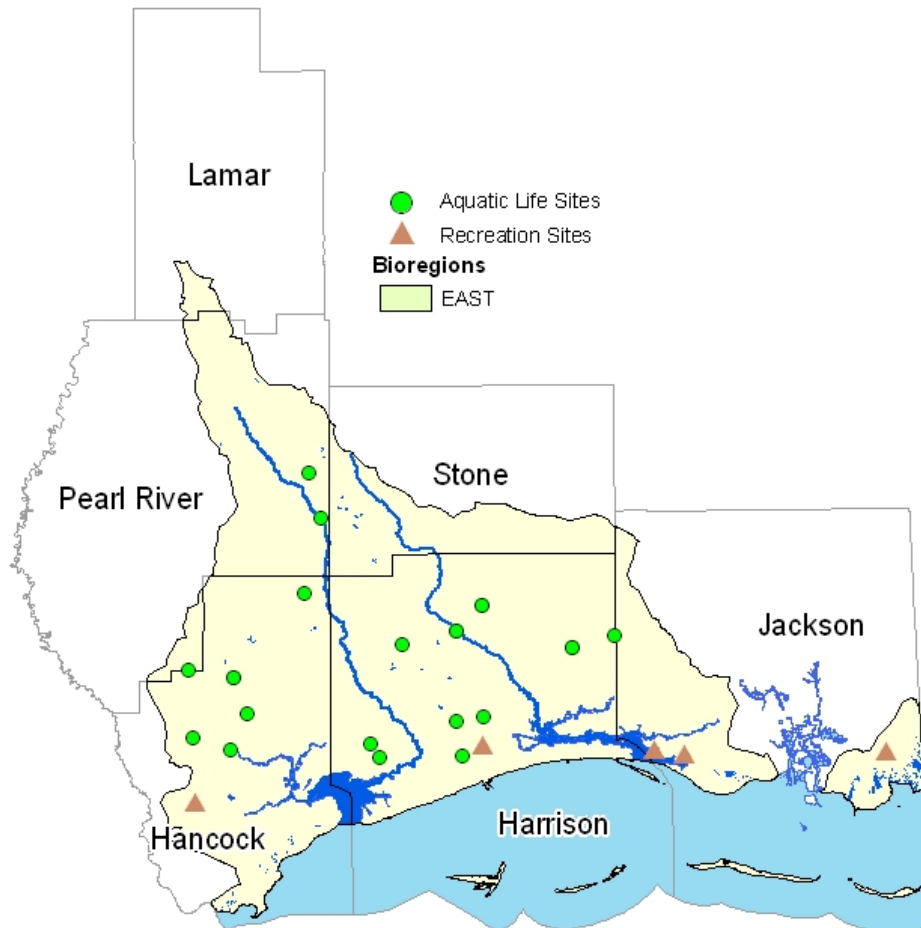 Lamar
Aquatic Life Sites
Recreation Sites
Bioregions
EAST
Stone
Pearl River
Jackson
Harrison
Hancock